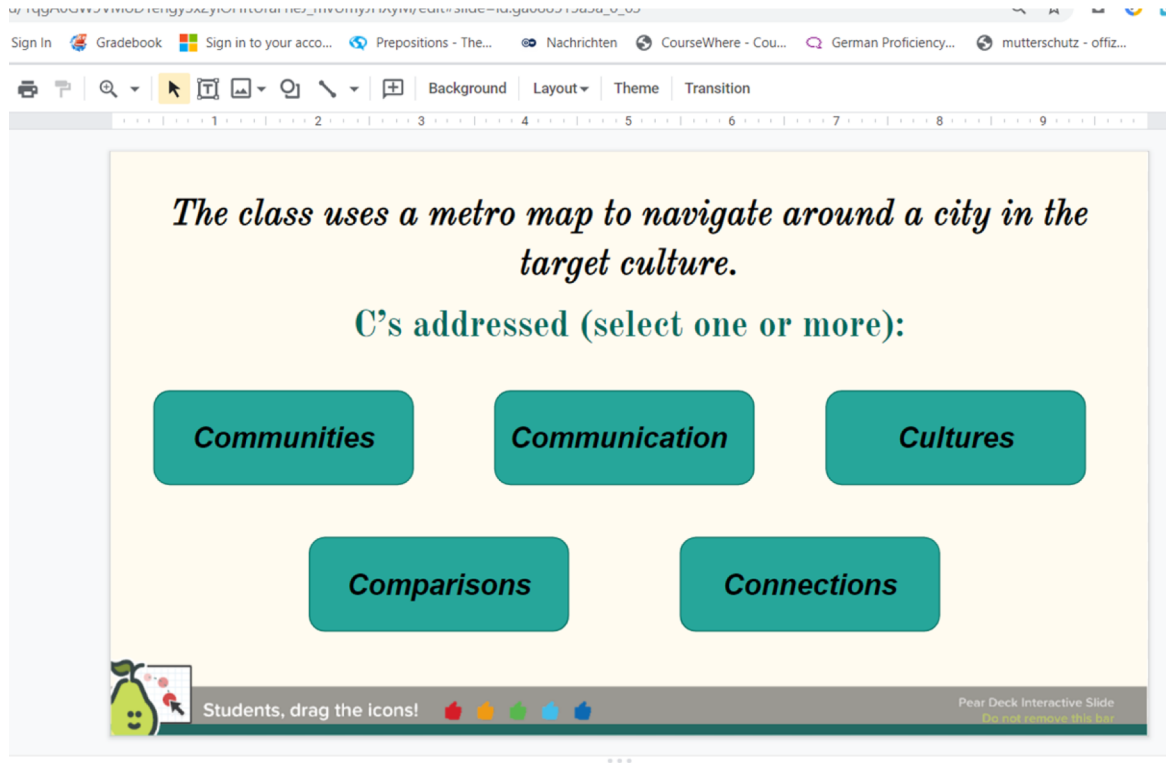 Sign In Gradebook Sign in to your acco... Prepositions - The... Nachrichten CourseWhere - Cou... German Proficiency... mutterschutz - offiz...
Background Layout Theme Transition
1 2 3 4 5 6 7 8 9
The class uses a metro map to navigate around a city in the
target culture.
C's addressed (select one or more):
Communities Communication Cultures
Comparisons Connections
Students, drag the icons!
Pear Deck Interactive Slide
Do not remove this bar